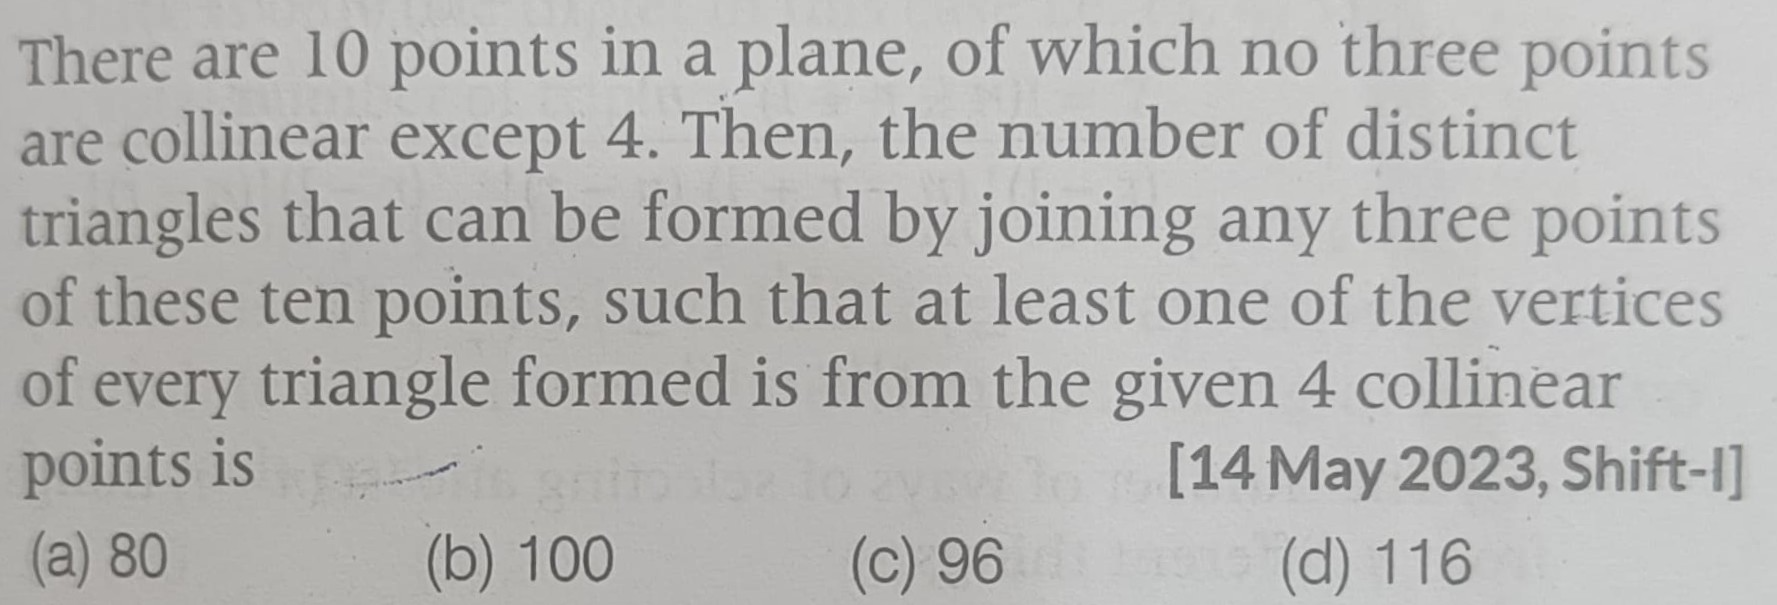 There are 10 points in a plane, of which no three points
are collinear except 4. Then, the number of distinct
triangles that can be formed by joining any three points
of these ten points, such that at least one of the vertices
of every triangle formed is from the given 4 collinear
points is [14 May 2023, Shift-I]
(a) 80 (b) 100 (c) 96 (d) 116